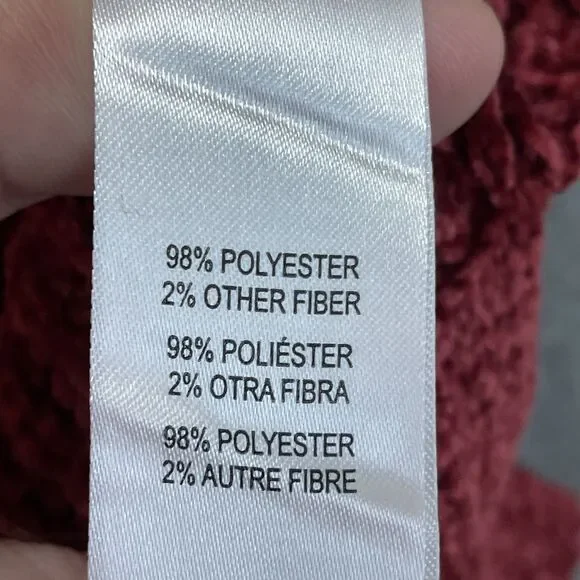 98% POLYESTER
2% OTHER FIBER
98% POLIÉSTER
2% OTRA FIBRA
98% POLYESTER
2% AUTRE FIBRE